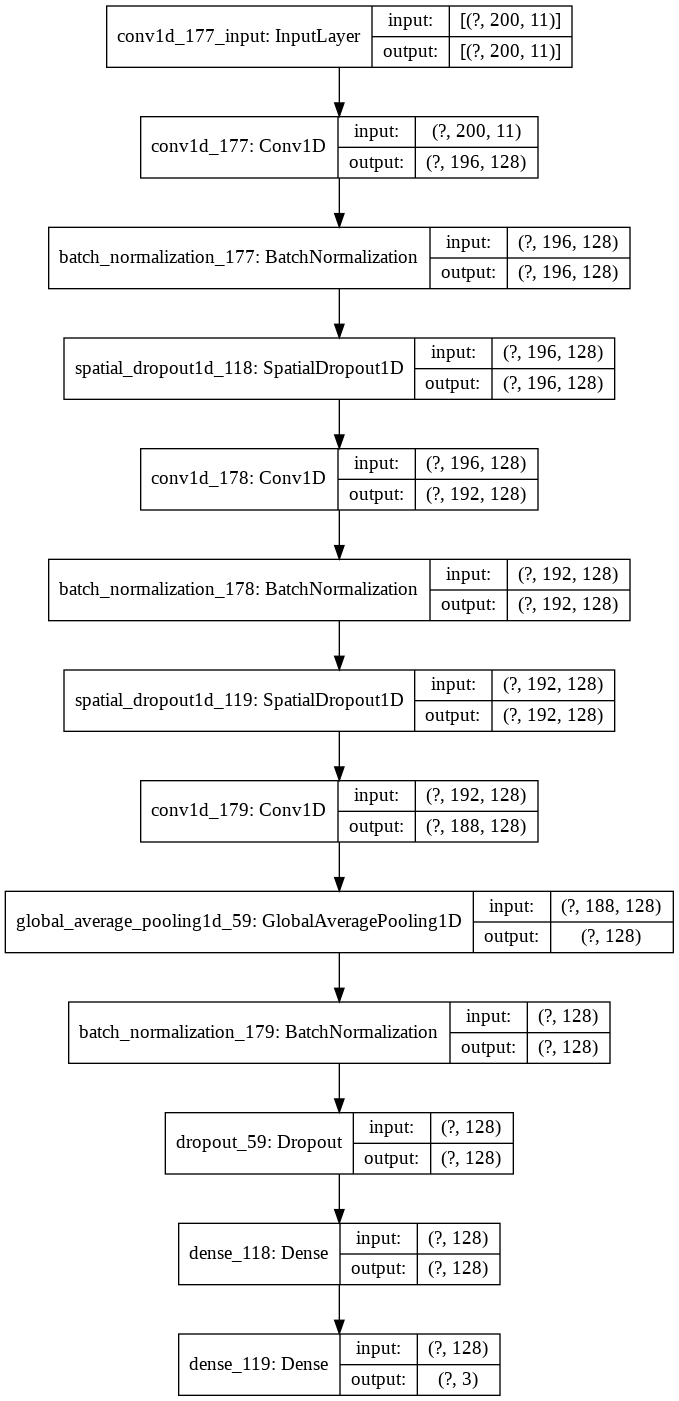 conv1d_177_input: InputLayer
input: [(?, 200, 11)]
output: [(?, 200, 11)]
conv1d_177: Conv1D
input: (?, 200, 11)
output: (?, 196, 128)
batch_normalization_177: BatchNormalization
input: (?, 196, 128)
output: (?, 196, 128)
spatial_dropout1d_118: SpatialDropout1D
input: (?, 196, 128)
output: (?, 196, 128)
conv1d_178: Conv1D
input: (?, 196, 128)
output: (?, 192, 128)
batch_normalization_178: BatchNormalization
input: (?, 192, 128)
output: (?, 192, 128)
spatial_dropout1d_119: SpatialDropout1D
input: (?, 192, 128)
output: (?, 192, 128)
conv1d_179: Conv1D
input: (?, 192, 128)
output: (?, 188, 128)
global_average_pooling1d_59: GlobalAveragePooling1D
input: (?, 188, 128)
output: (?, 128)
batch_normalization_179: BatchNormalization
input: (?, 128)
output: (?, 128)
dropout_59: Dropout
input: (?, 128)
output: (?, 128)
dense_118: Dense
input: (?, 128)
output: (?, 128)
dense_119: Dense
input: (?, 128)
output: (?, 3)